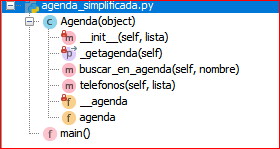 agenda_simplificada.py
Agenda(object)
__init__(self, lista)
_getagenda(self)
buscar_en_agenda(self, nombre)
telefonos(self, lista)
__agenda
agenda
main()